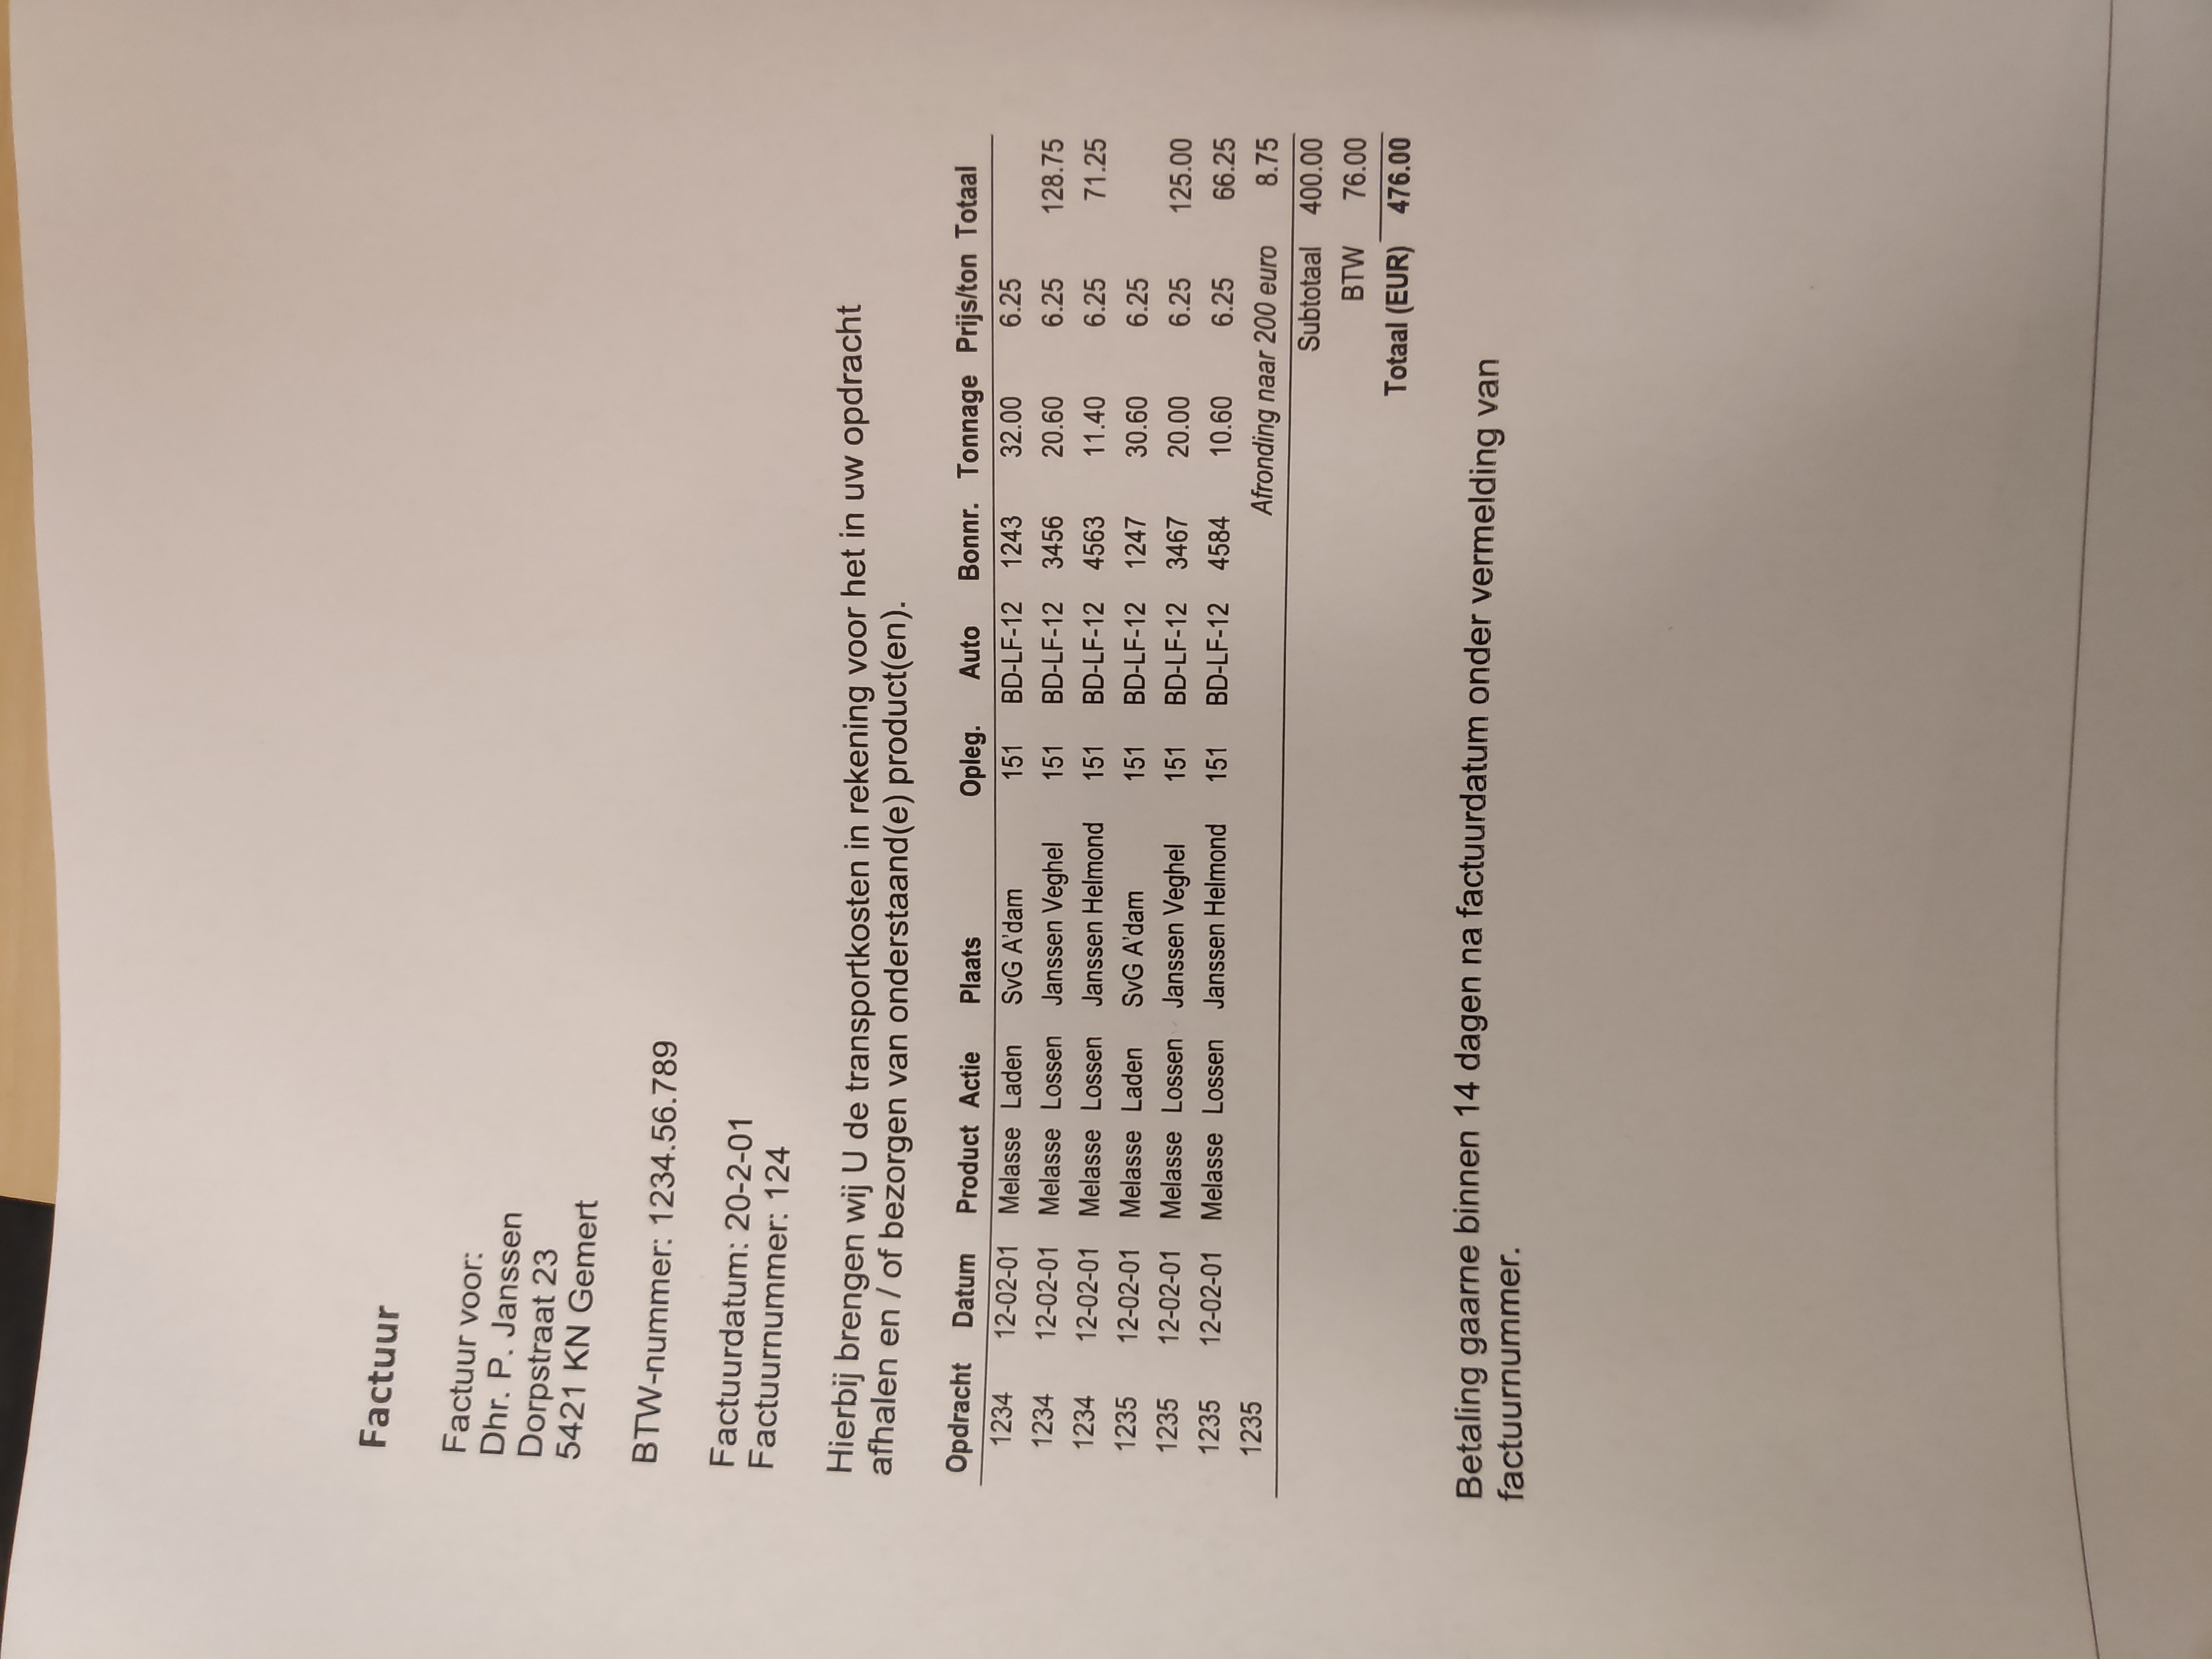 Factuur
Factuur voor:
Dhr. P. Janssen
Dorpstraat 23
5421 KN Gemert
BTW-nummer: 1234.56.789
Factuurdatum: 20-2-01
Factuurnummer: 124
Hierbij brengen wij U de transportkosten in rekening voor het in uw opdracht
afhalen en / of bezorgen van onderstaand(e) product(en).
Opdracht Datum Product Actie Plaats Opleg. Auto Bonnr. Tonnage Prijs/ton Totaal
1234 12-02-01 Melasse Laden SvG A'dam 151 BD-LF-12 1243 32.00 6.25
1234 12-02-01 Melasse Lossen Janssen Veghel 151 BD-LF-12 3456 20.60 6.25 128.75
1234 12-02-01 Melasse Lossen Janssen Helmond 151 BD-LF-12 4563 11.40 6.25 71.25
1235 12-02-01 Melasse Laden SvG A'dam 151 BD-LF-12 1247 30.60 6.25
1235 12-02-01 Melasse Lossen Janssen Veghel 151 BD-LF-12 3467 20.00 6.25 125.00
1235 12-02-01 Melasse Lossen Janssen Helmond 151 BD-LF-12 4584 10.60 6.25 66.25
1235 Afronding naar 200 euro 8.75
Subtotaal 400.00
BTW 76.00
Totaal (EUR) 476.00
Betaling gaarne binnen 14 dagen na factuurdatum onder vermelding van
factuurnummer.